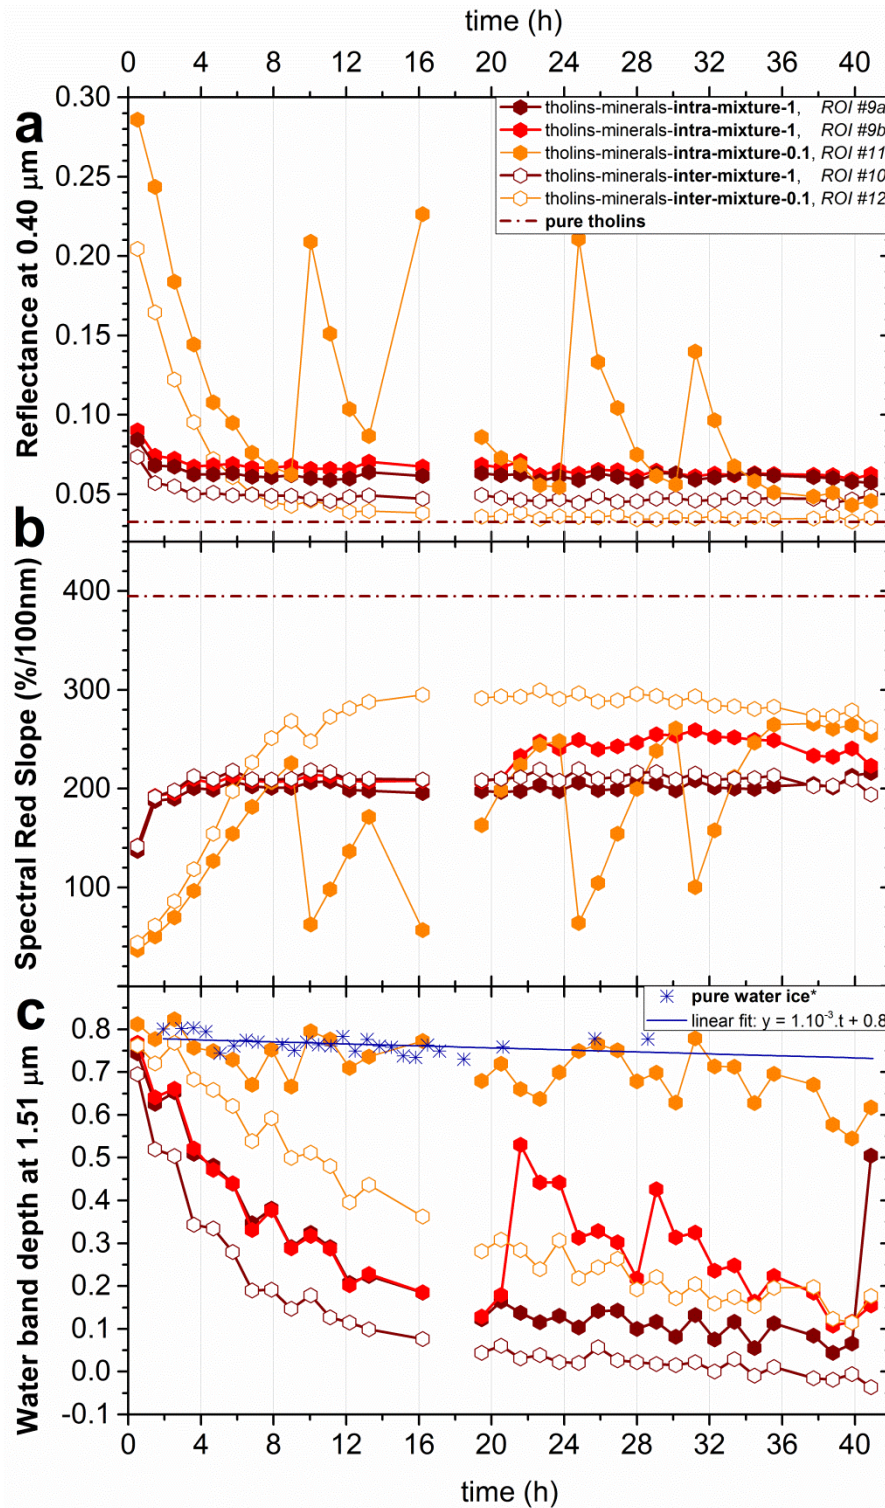 time (h)
0 4 8 12 16 20 24 28 32 36 40
a
Reflectance at 0.40 μm
0.30
0.25
0.20
0.15
0.10
0.05
tholins-minerals-intra-mixture-1, ROI #9a
tholins-minerals-intra-mixture-1, ROI #9b
tholins-minerals-intra-mixture-0.1, ROI #11
tholins-minerals-inter-mixture-1, ROI #10
tholins-minerals-inter-mixture-0.1, ROI #12
pure tholins
b
Spectral Red Slope (%/100nm)
400
300
200
100
c
Water band depth at 1.51 μm
0.8
0.7
0.6
0.5
0.4
0.3
0.2
0.1
0.0
-0.1
pure water ice*
linear fit: y = 1.10⁻³.t + 0.8
0 4 8 12 16 20 24 28 32 36 40
time (h)